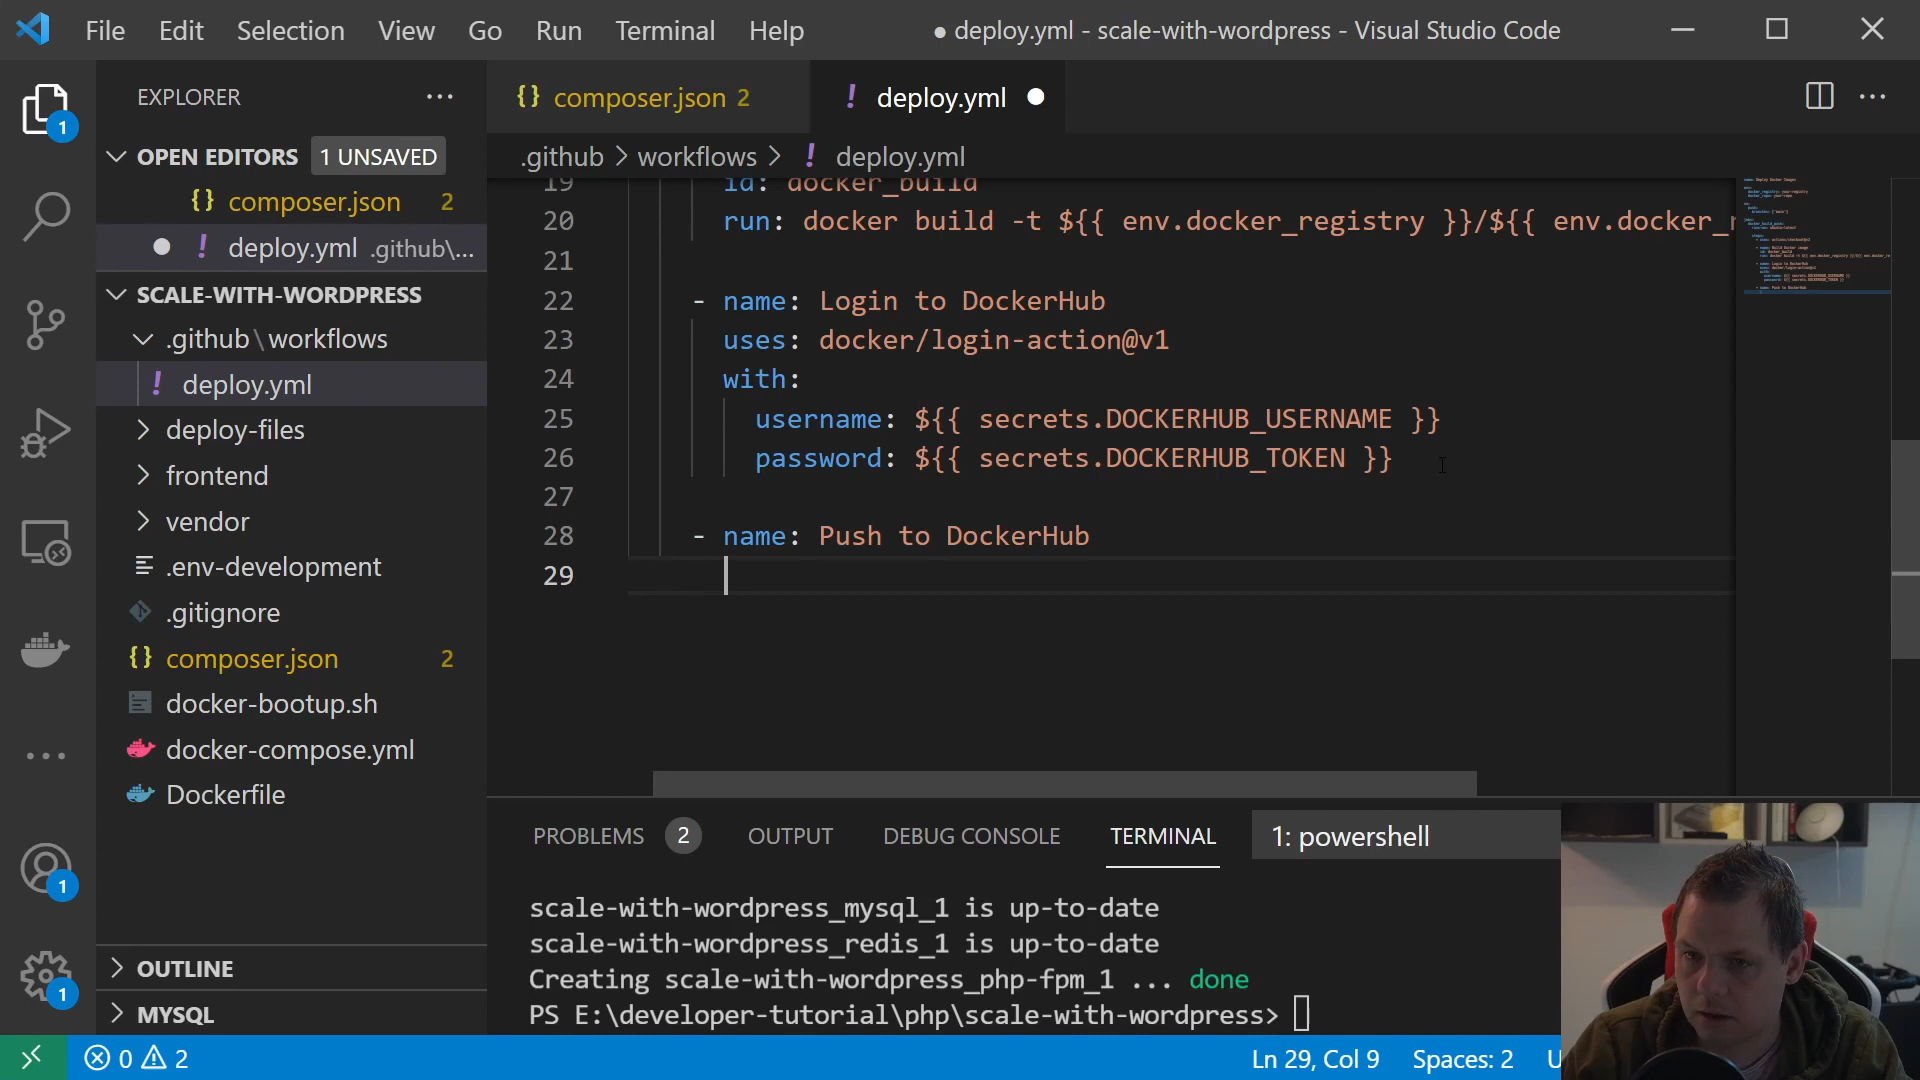 File Edit Selection View Go Run Terminal Help
● deploy.yml - scale-with-wordpress - Visual Studio Code
EXPLORER
OPEN EDITORS 1 UNSAVED
{} composer.json 2
● ! deploy.yml .github\...
SCALE-WITH-WORDPRESS
.github\workflows
! deploy.yml
deploy-files
frontend
vendor
.env-development
.gitignore
{} composer.json 2
docker-bootup.sh
docker-compose.yml
Dockerfile
OUTLINE
MYSQL
1
1
1
{} composer.json 2
! deploy.yml ●
.github > workflows > ! deploy.yml
19 id: docker_build
20 run: docker build -t ${{ env.docker_registry }}/${{ env.docker_r
21
22 - name: Login to DockerHub
23 uses: docker/login-action@v1
24 with:
25 username: ${{ secrets.DOCKERHUB_USERNAME }}
26 password: ${{ secrets.DOCKERHUB_TOKEN }}
27
28 - name: Push to DockerHub
29
PROBLEMS 2 OUTPUT DEBUG CONSOLE TERMINAL 1: powershell
scale-with-wordpress_mysql_1 is up-to-date
scale-with-wordpress_redis_1 is up-to-date
Creating scale-with-wordpress_php-fpm_1 ... done
PS E:\developer-tutorial\php\scale-with-wordpress>
0 2
Ln 29, Col 9 Spaces: 2 U